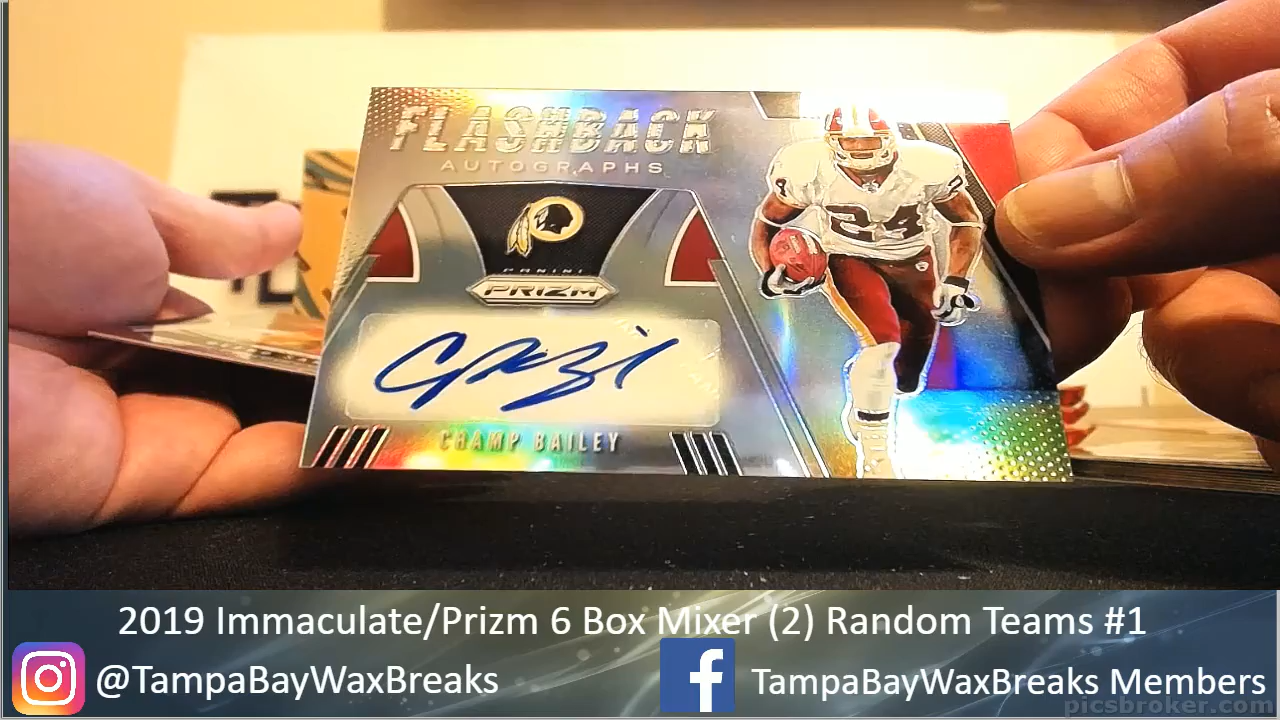 FLASHBACK
AUTOGRAPHS
PANINI
PRIZM
CHAMP BAILEY
24
2019 Immaculate/Prizm 6 Box Mixer (2) Random Teams #1
@TampaBayWaxBreaks
TampaBayWaxBreaks Members
picsbroker.com